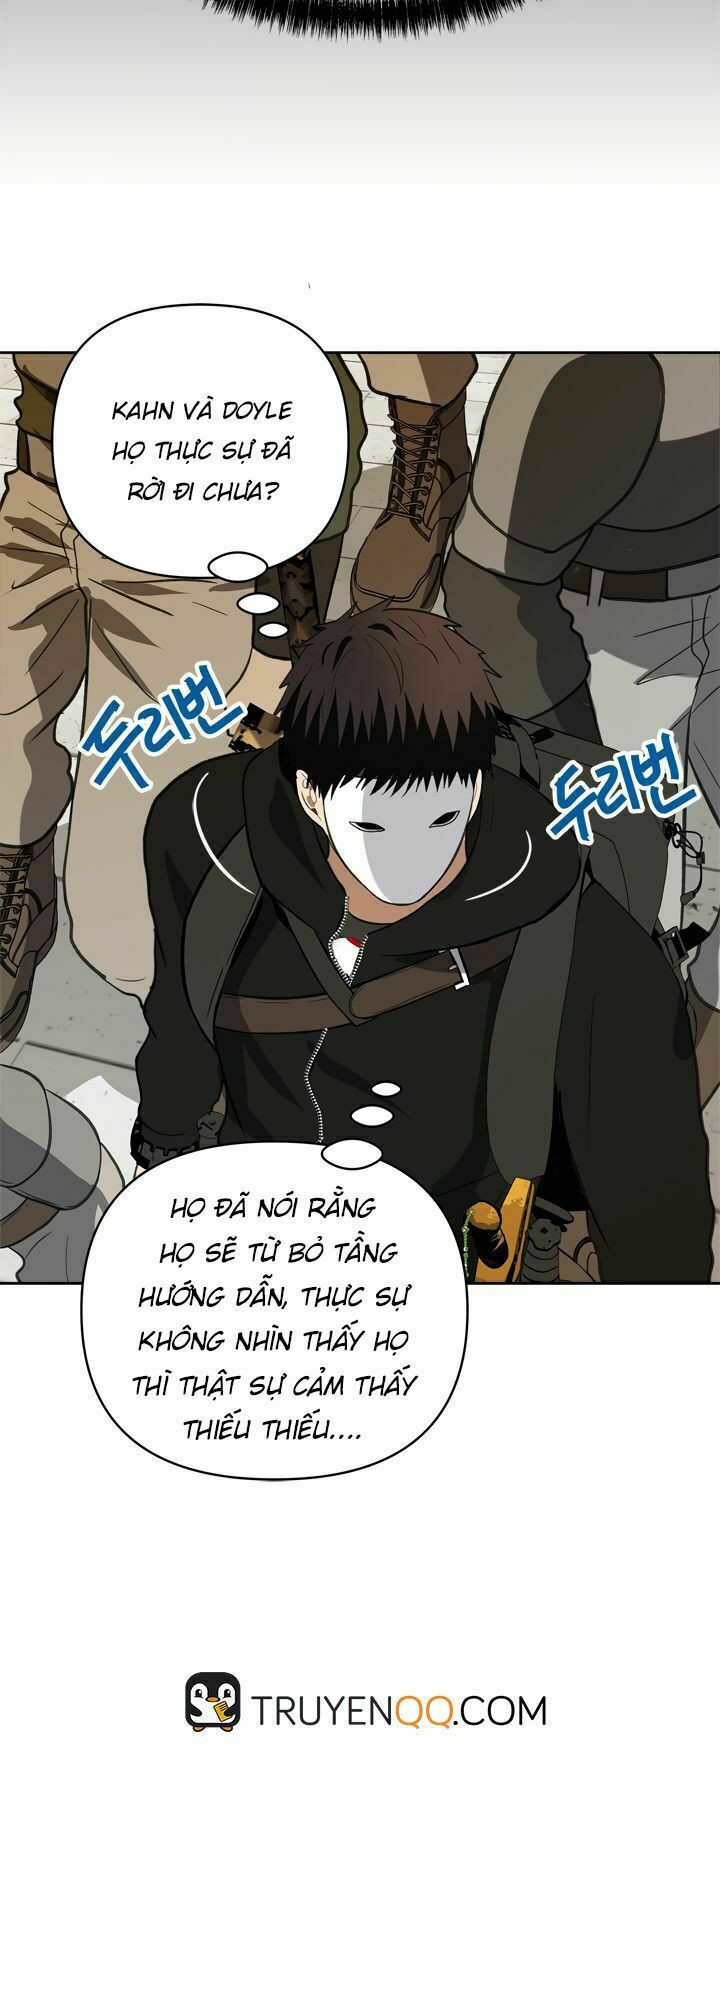 KAHN VÀ DOYLE
HỌ THỰC SỰ ĐÃ
RỜI ĐI CHƯA?
두리번
두리번
HỌ ĐÃ NÓI RẰNG
HỌ SẼ TỪ BỎ TẦNG
HƯỚNG DẪN, THỰC SỰ
KHÔNG NHÌN THẤY HỌ
THÌ THẬT SỰ CẢM THẤY
THIẾU THIẾU....
TRUYENQQ.COM